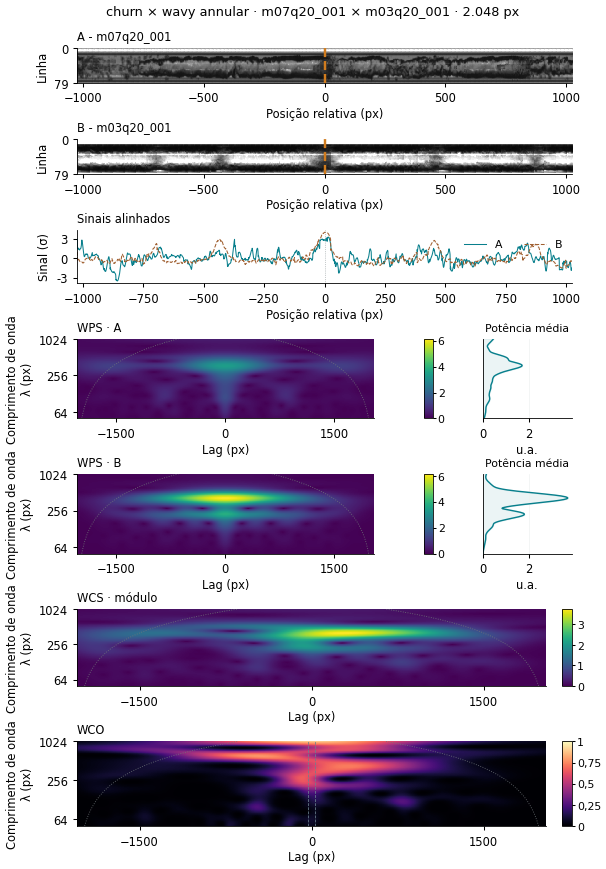 churn × wavy annular · m07q20_001 × m03q20_001 · 2.048 px
A - m07q20_001
0
79
Linha
−1000
−500
0
500
1000
Posição relativa (px)
B - m03q20_001
0
79
Linha
−1000
−500
0
500
1000
Posição relativa (px)
Sinais alinhados
3
0
-3
Sinal (σ)
A
B
−1000
−750
−500
−250
0
250
500
750
1000
Posição relativa (px)
WPS · A
1024
256
64
Comprimento de onda
λ (px)
−1500
0
1500
Lag (px)
6
4
2
0
Potência média
0
2
u.a.
WPS · B
1024
256
64
Comprimento de onda
λ (px)
−1500
0
1500
Lag (px)
6
4
2
0
Potência média
0
2
u.a.
WCS · módulo
1024
256
64
Comprimento de onda
λ (px)
−1500
0
1500
Lag (px)
3
2
1
0
WCO
1024
256
64
Comprimento de onda
λ (px)
−1500
0
1500
Lag (px)
1
0,75
0,5
0,25
0